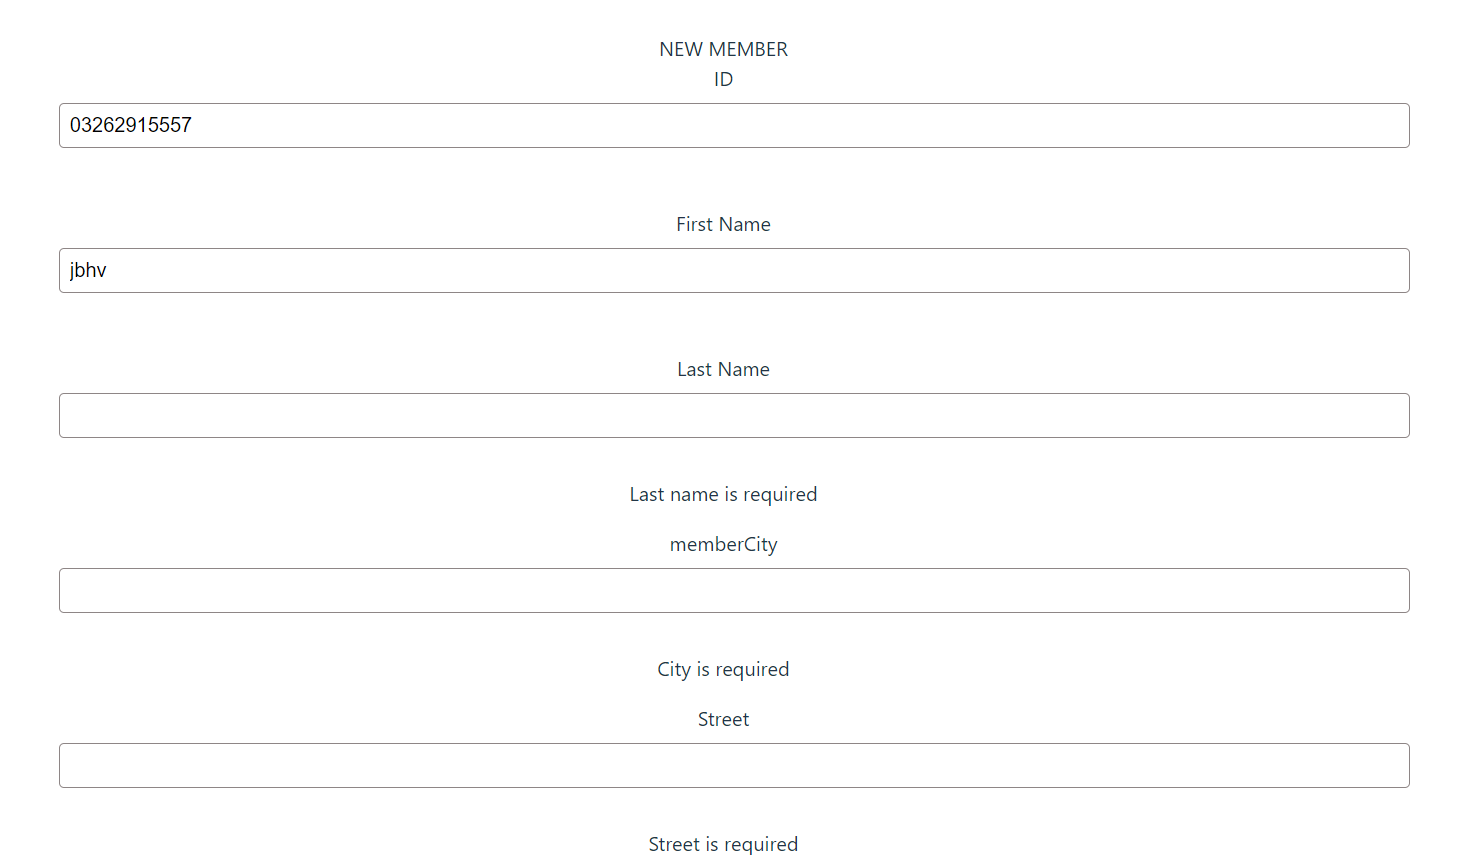 NEW MEMBER
ID
03262915557
First Name
jbhv
Last Name
Last name is required
memberCity
City is required
Street
Street is required